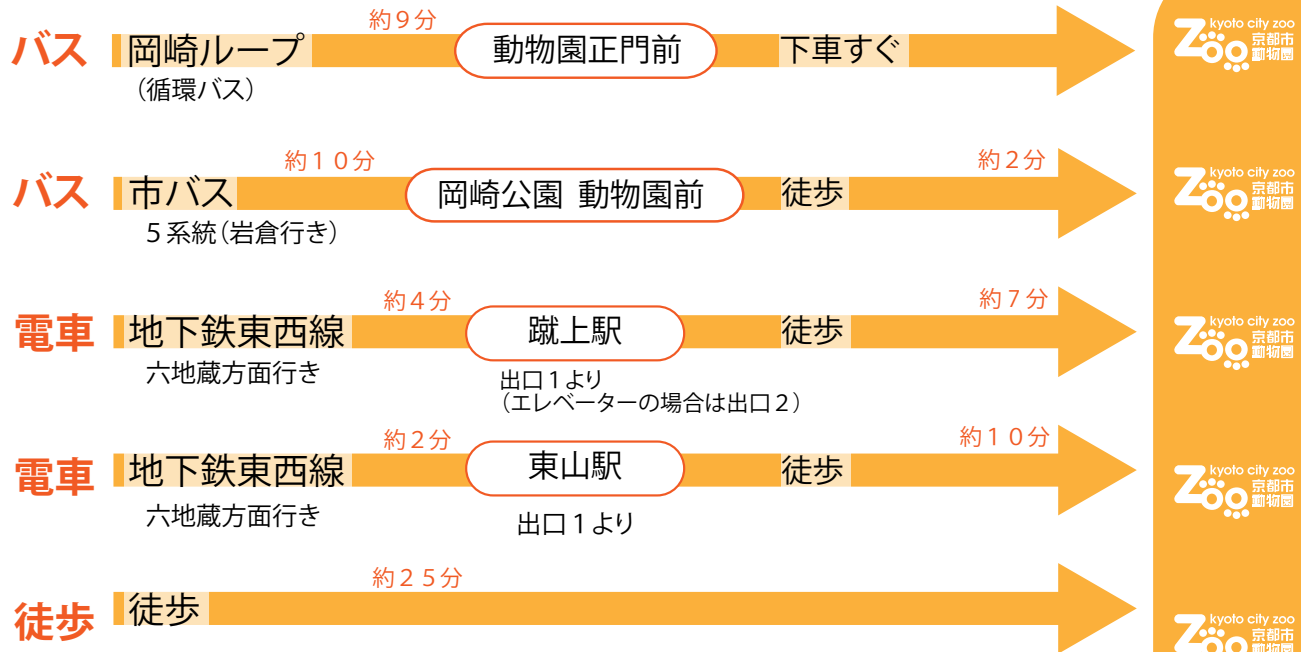 約９分
バス 岡崎ループ 動物園正門前 下車すぐ
（循環バス）
kyoto city zoo
Zoo 京都市
動物園
約１０分 約２分
バス 市バス 岡崎公園 動物園前 徒歩
５系統（岩倉行き）
kyoto city zoo
Zoo 京都市
動物園
約４分 約７分
電車 地下鉄東西線 蹴上駅 徒歩
六地蔵方面行き
出口１より
（エレベーターの場合は出口２）
kyoto city zoo
Zoo 京都市
動物園
約２分 約１０分
電車 地下鉄東西線 東山駅 徒歩
六地蔵方面行き 出口１より
kyoto city zoo
Zoo 京都市
動物園
約２５分
徒歩 徒歩
kyoto city zoo
Zoo 京都市
動物園